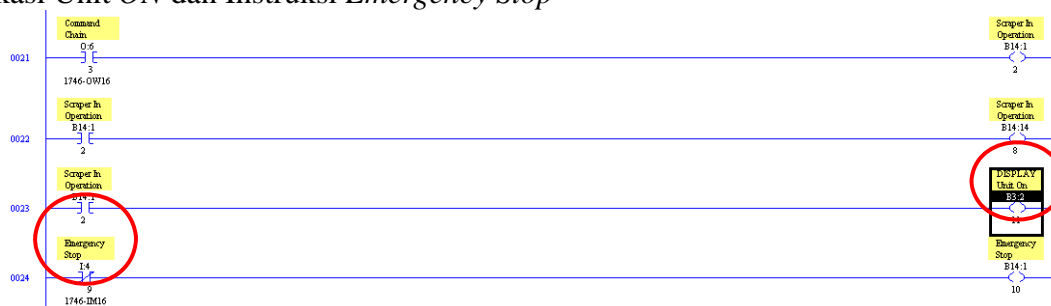 kasi Unit ON dan Instruksi Emergency Stop
Command
Chain
O:6
3
1746-OW16
0021
Scraper In
Operation
B14:1
2
Scraper In
Operation
B14:1
2
0022
Scraper In
Operation
B14:14
8
Scraper In
Operation
B14:1
2
0023
DISPLAY
Unit On
B3:2
11
Emergency
Stop
I:4
9
1746-IM16
0024
Emergency
Stop
B14:1
10